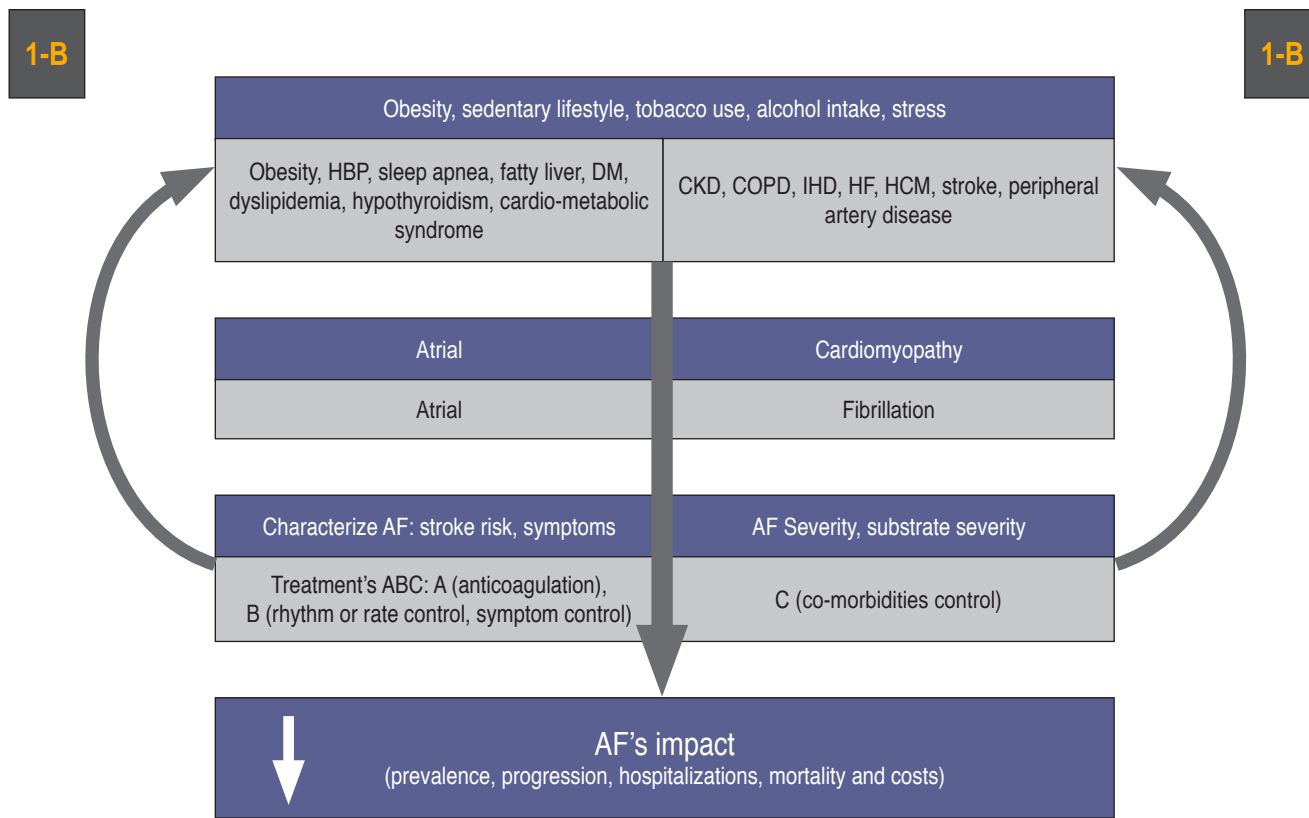 1-B
1-B
Obesity, sedentary lifestyle, tobacco use, alcohol intake, stress
Obesity, HBP, sleep apnea, fatty liver, DM,
dyslipidemia, hypothyroidism, cardio-metabolic
syndrome
CKD, COPD, IHD, HF, HCM, stroke, peripheral
artery disease
Atrial
Cardiomyopathy
Atrial
Fibrillation
Characterize AF: stroke risk, symptoms
AF Severity, substrate severity
Treatment’s ABC: A (anticoagulation),
B (rhythm or rate control, symptom control)
C (co-morbidities control)
AF’s impact
(prevalence, progression, hospitalizations, mortality and costs)